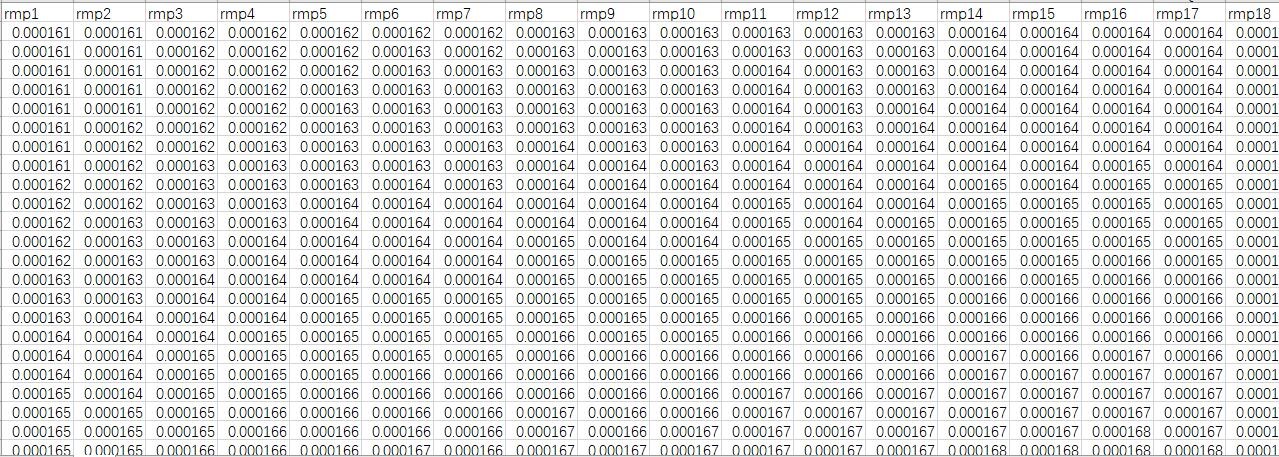 rmp1 rmp2 rmp3 rmp4 rmp5 rmp6 rmp7 rmp8 rmp9 rmp10 rmp11 rmp12 rmp13 rmp14 rmp15 rmp16 rmp17 rmp18
0.000161 0.000161 0.000162 0.000162 0.000162 0.000162 0.000162 0.000163 0.000163 0.000163 0.000163 0.000163 0.000163 0.000164 0.000164 0.000164 0.000164 0.0001
0.000161 0.000161 0.000162 0.000162 0.000162 0.000162 0.000162 0.000163 0.000163 0.000163 0.000163 0.000163 0.000163 0.000164 0.000164 0.000164 0.000164 0.0001
0.000161 0.000161 0.000162 0.000162 0.000162 0.000163 0.000163 0.000163 0.000163 0.000163 0.000164 0.000163 0.000163 0.000164 0.000164 0.000164 0.000164 0.0001
0.000161 0.000161 0.000162 0.000162 0.000163 0.000163 0.000163 0.000163 0.000163 0.000163 0.000164 0.000163 0.000163 0.000164 0.000164 0.000164 0.000164 0.0001
0.000161 0.000161 0.000162 0.000162 0.000163 0.000163 0.000163 0.000163 0.000163 0.000163 0.000164 0.000163 0.000164 0.000164 0.000164 0.000164 0.000164 0.0001
0.000161 0.000162 0.000162 0.000162 0.000163 0.000163 0.000163 0.000163 0.000163 0.000163 0.000164 0.000163 0.000164 0.000164 0.000164 0.000164 0.000164 0.0001
0.000161 0.000162 0.000162 0.000163 0.000163 0.000163 0.000163 0.000164 0.000163 0.000163 0.000164 0.000164 0.000164 0.000164 0.000164 0.000164 0.000164 0.0001
0.000161 0.000162 0.000163 0.000163 0.000163 0.000163 0.000163 0.000164 0.000164 0.000163 0.000164 0.000164 0.000164 0.000164 0.000164 0.000165 0.000164 0.0001
0.000162 0.000162 0.000163 0.000163 0.000163 0.000164 0.000163 0.000164 0.000164 0.000164 0.000164 0.000164 0.000164 0.000165 0.000164 0.000165 0.000165 0.0001
0.000162 0.000162 0.000163 0.000163 0.000164 0.000164 0.000164 0.000164 0.000164 0.000164 0.000165 0.000164 0.000164 0.000165 0.000165 0.000165 0.000165 0.0001
0.000162 0.000163 0.000163 0.000163 0.000164 0.000164 0.000164 0.000164 0.000164 0.000164 0.000165 0.000164 0.000165 0.000165 0.000165 0.000165 0.000165 0.0001
0.000162 0.000163 0.000163 0.000164 0.000164 0.000164 0.000164 0.000165 0.000164 0.000164 0.000165 0.000165 0.000165 0.000165 0.000165 0.000165 0.000165 0.0001
0.000162 0.000163 0.000163 0.000164 0.000164 0.000164 0.000164 0.000165 0.000165 0.000165 0.000165 0.000165 0.000165 0.000166 0.000165 0.000166 0.000165 0.0001
0.000163 0.000163 0.000164 0.000164 0.000164 0.000165 0.000164 0.000165 0.000165 0.000165 0.000165 0.000165 0.000165 0.000166 0.000166 0.000166 0.000166 0.0001
0.000163 0.000163 0.000164 0.000164 0.000165 0.000165 0.000165 0.000165 0.000165 0.000165 0.000166 0.000165 0.000165 0.000166 0.000166 0.000166 0.000166 0.0001
0.000163 0.000164 0.000164 0.000164 0.000165 0.000165 0.000165 0.000165 0.000165 0.000165 0.000166 0.000165 0.000166 0.000166 0.000166 0.000166 0.000166 0.0001
0.000164 0.000164 0.000164 0.000165 0.000165 0.000165 0.000165 0.000166 0.000165 0.000165 0.000166 0.000166 0.000166 0.000166 0.000166 0.000166 0.000166 0.0001
0.000164 0.000164 0.000165 0.000165 0.000165 0.000165 0.000165 0.000166 0.000166 0.000166 0.000166 0.000166 0.000166 0.000167 0.000166 0.000167 0.000166 0.0001
0.000164 0.000164 0.000165 0.000165 0.000165 0.000166 0.000166 0.000166 0.000166 0.000166 0.000166 0.000166 0.000166 0.000167 0.000167 0.000167 0.000167 0.0001
0.000165 0.000164 0.000165 0.000165 0.000166 0.000166 0.000166 0.000166 0.000166 0.000166 0.000167 0.000166 0.000167 0.000167 0.000167 0.000167 0.000167 0.0001
0.000165 0.000165 0.000165 0.000166 0.000166 0.000166 0.000166 0.000167 0.000166 0.000166 0.000167 0.000167 0.000167 0.000167 0.000167 0.000167 0.000167 0.0001
0.000165 0.000165 0.000165 0.000166 0.000166 0.000166 0.000166 0.000167 0.000166 0.000167 0.000167 0.000167 0.000167 0.000167 0.000167 0.000168 0.000167 0.0001
0.000165 0.000165 0.000166 0.000166 0.000166 0.000167 0.000166 0.000167 0.000167 0.000167 0.000167 0.000167 0.000167 0.000168 0.000168 0.000168 0.000168 0.0001